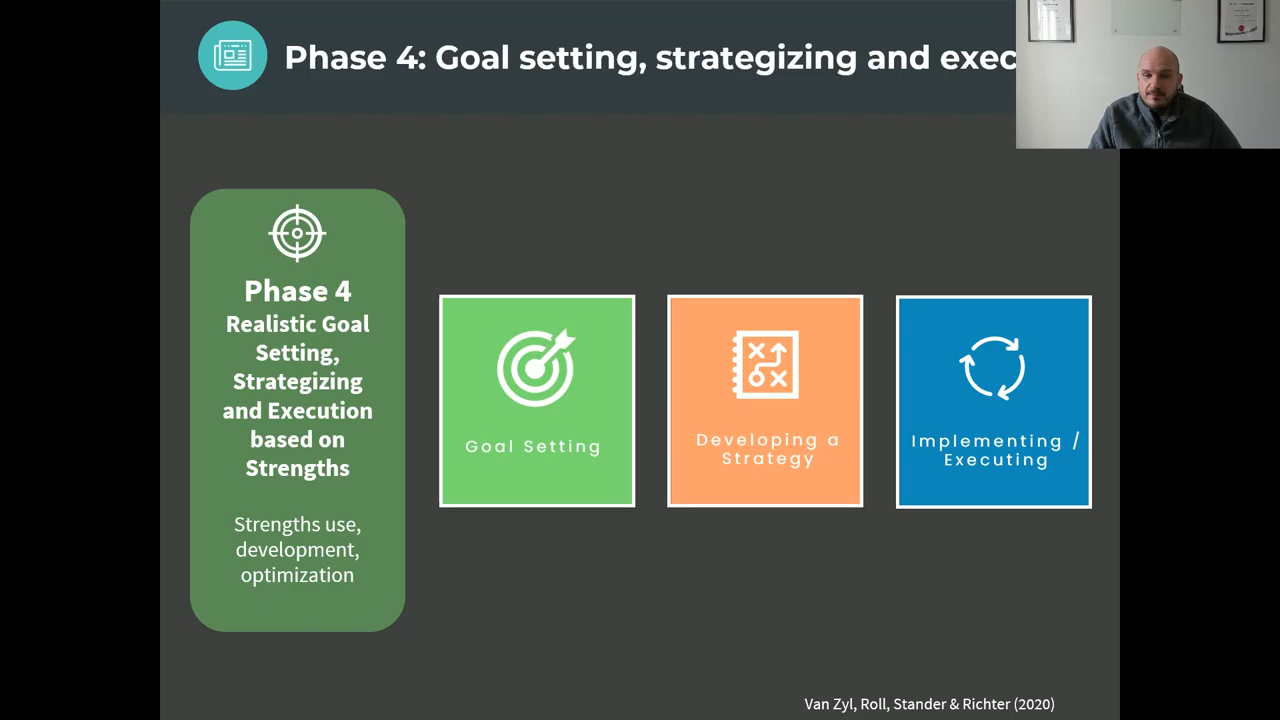 Phase 4: Goal setting, strategizing and exec
Phase 4
Realistic Goal
Setting,
Strategizing
and Execution
based on
Strengths
Strengths use,
development,
optimization
Goal Setting
Developing a
Strategy
Implementing /
Executing
Van Zyl, Roll, Stander & Richter (2020)